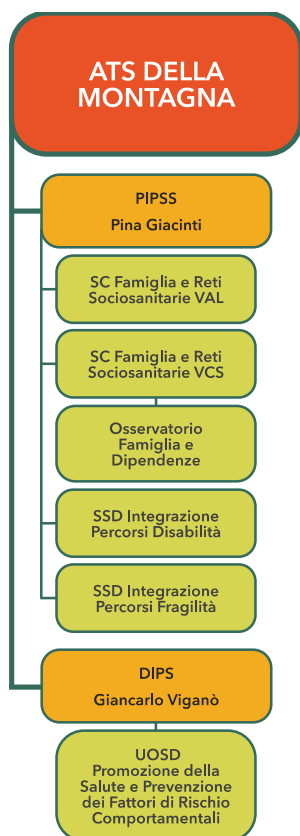 ATS DELLA
MONTAGNA
PIPSS
Pina Giacinti
SC Famiglia e Reti
Sociosanitarie VAL
SC Famiglia e Reti
Sociosanitarie VCS
Osservatorio
Famiglia e
Dipendenze
SSD Integrazione
Percorsi Disabilità
SSD Integrazione
Percorsi Fragilità
DIPS
Giancarlo Viganò
UOSD
Promozione della
Salute e Prevenzione
dei Fattori di Rischio
Comportamentali